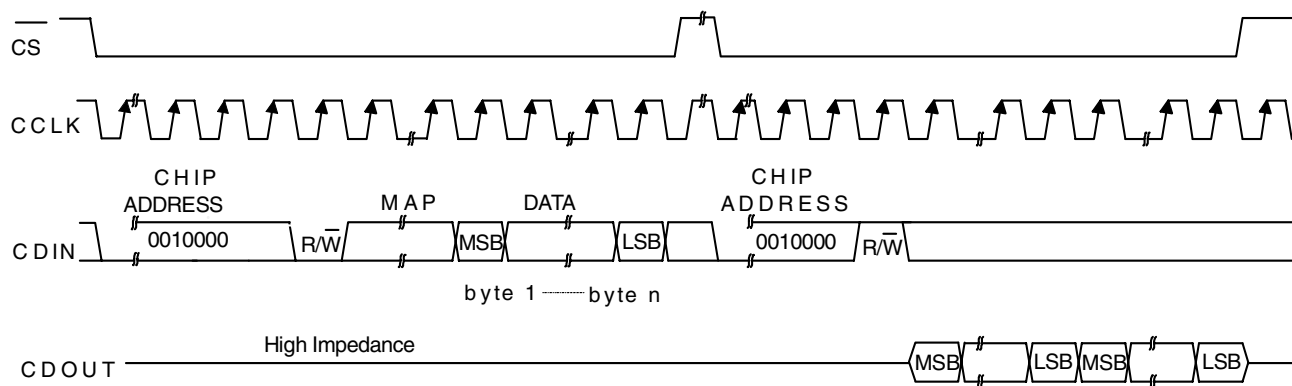 CS
CCLK
CHIP
ADDRESS
MAP
DATA
CHIP
ADDRESS
CDIN
0010000
R/W
MSB
LSB
0010000
R/W
byte 1
byte n
High Impedance
CDOUT
MSB
LSB
MSB
LSB